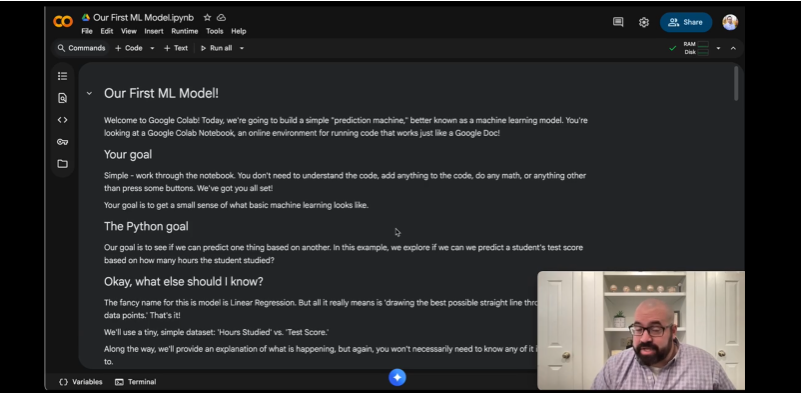 Our First ML Model.ipynb
File Edit View Insert Runtime Tools Help
Share
Commands + Code + Text Run all
RAM
Disk
Our First ML Model!
Welcome to Google Colab! Today, we're going to build a simple "prediction machine," better known as a machine learning model. You're
looking at a Google Colab Notebook, an online environment for running code that works just like a Google Doc!
Your goal
Simple - work through the notebook. You don't need to understand the code, add anything to the code, do any math, or anything other
than press some buttons. We've got you all set!
Your goal is to get a small sense of what basic machine learning looks like.
The Python goal
Our goal is to see if we can predict one thing based on another. In this example, we explore if we can we predict a student's test score
based on how many hours the student studied?
Okay, what else should I know?
The fancy name for this is model is Linear Regression. But all it really means is 'drawing the best possible straight line
data points.' That's it!
We'll use a tiny, simple dataset: 'Hours Studied' vs. 'Test Score.'
Along the way, we'll provide an explanation of what is happening, but again, you won't necessarily need to know any of it
to.
Variables Terminal